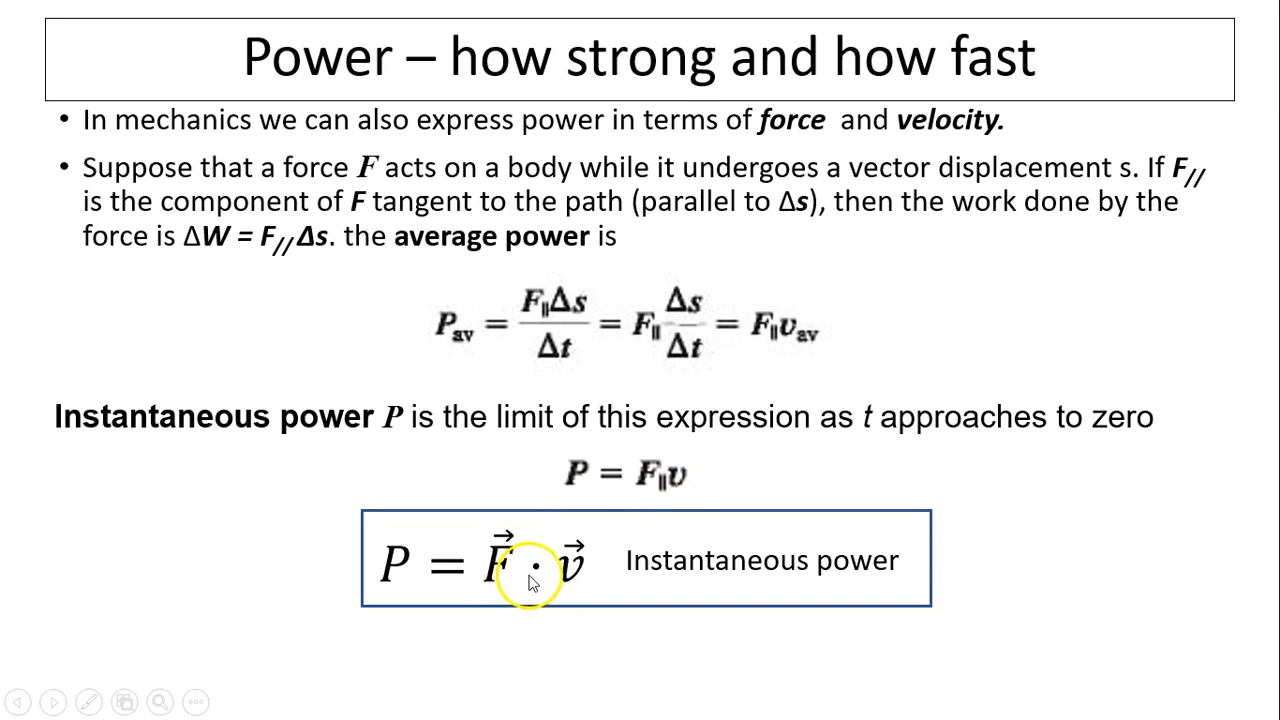 Power – how strong and how fast
• In mechanics we can also express power in terms of force and velocity.
• Suppose that a force F acts on a body while it undergoes a vector displacement s. If F//
is the component of F tangent to the path (parallel to Δs), then the work done by the
force is ΔW = F// Δs. the average power is
P_av = F∥Δs/Δt = F∥ Δs/Δt = F∥v_av
Instantaneous power P is the limit of this expression as t approaches to zero
P = F∥v
P = F⃗ · v⃗ Instantaneous power